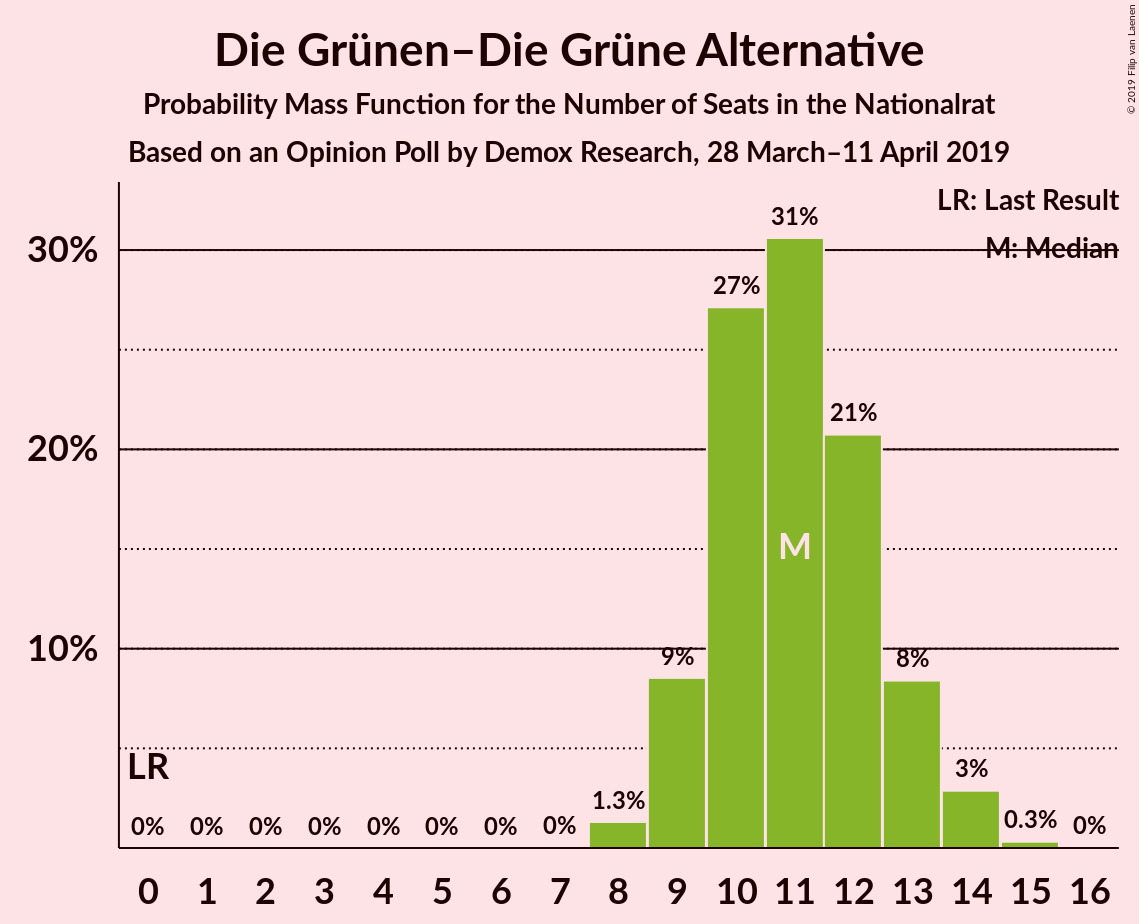 Die Grünen–Die Grüne Alternative
Probability Mass Function for the Number of Seats in the Nationalrat
Based on an Opinion Poll by Demox Research, 28 March–11 April 2019
© 2019 Filip van Laenen
LR: Last Result
M: Median
30%
20%
10%
31%
27%
21%
M
9%
8%
LR
3%
1.3%
0.3%
0% 0% 0% 0% 0% 0% 0% 0% 0%
0 1 2 3 4 5 6 7 8 9 10 11 12 13 14 15 16